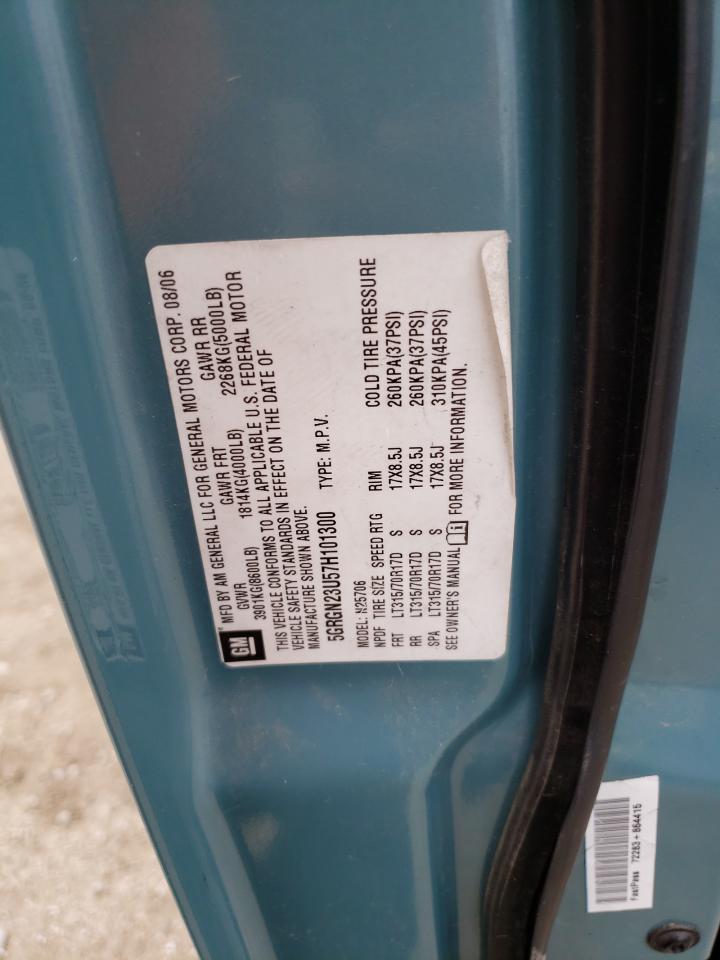 MFD BY AM GENERAL LLC FOR GENERAL MOTORS CORP. 08/06
GM
GVWR GAWR FRT GAWR RR
3901KG(8600LB) 1814KG(4000LB) 2268KG(5000LB)
THIS VEHICLE CONFORMS TO ALL APPLICABLE U.S. FEDERAL MOTOR
VEHICLE SAFETY STANDARDS IN EFFECT ON THE DATE OF
MANUFACTURE SHOWN ABOVE.
5GRGN23U57H101300 TYPE: M.P.V.
MODEL: N25706
NPDF TIRE SIZE SPEED RTG RIM COLD TIRE PRESSURE
FRT LT315/70R17D S 17X8.5J 260KPA(37PSI)
RR LT315/70R17D S 17X8.5J 260KPA(37PSI)
SPA LT315/70R17D S 17X8.5J 310KPA(45PSI)
SEE OWNER'S MANUAL FOR MORE INFORMATION.
FastPass 72283 + 864415